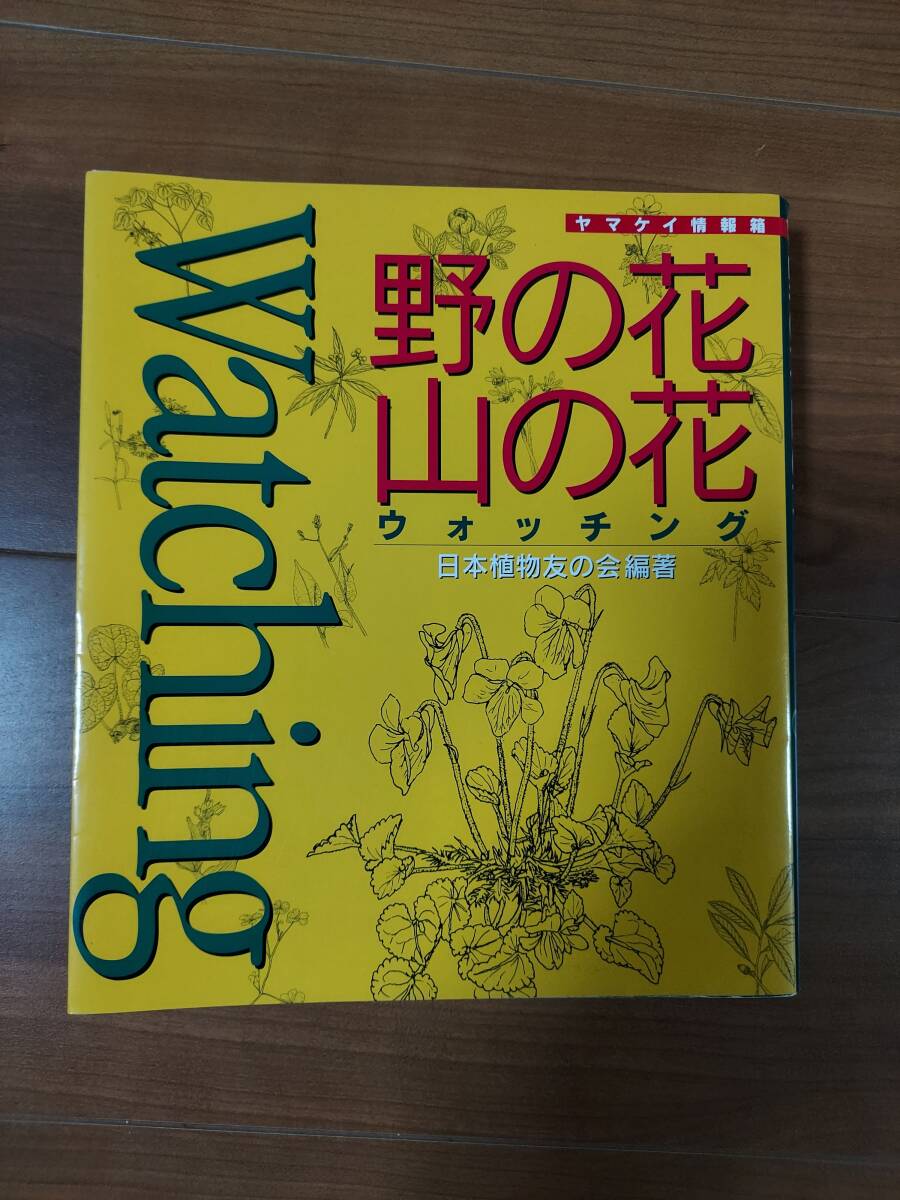 ヤマケイ情報箱
野の花
山の花
ウォッチング
日本植物友の会編著
Watching